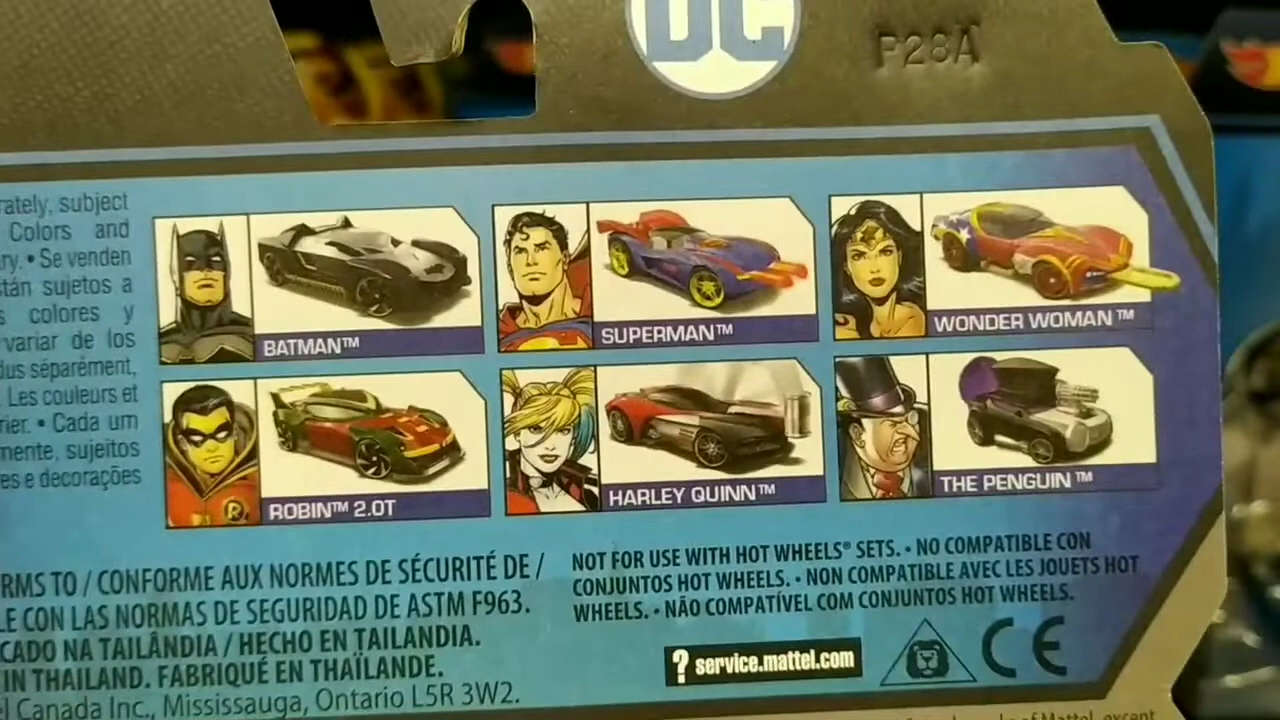 DC
P28A
rately, subject
Colors and
ry. • Se venden
stán sujetos a
s colores y
variar de los
dus séparément,
Les couleurs et
rier. • Cada um
mente, sujeitos
es e decorações
BATMAN™
SUPERMAN™
WONDER WOMAN™
ROBIN™ 2.0T
R
HARLEY QUINN™
THE PENGUIN™
RMS TO / CONFORME AUX NORMES DE SÉCURITÉ DE /
LE CON LAS NORMAS DE SEGURIDAD DE ASTM F963.
CADO NA TAILÂNDIA / HECHO EN TAILANDIA.
IN THAILAND. FABRIQUÉ EN THAÏLANDE.
el Canada Inc., Mississauga, Ontario L5R 3W2.
NOT FOR USE WITH HOT WHEELS® SETS. • NO COMPATIBLE CON
CONJUNTOS HOT WHEELS. • NON COMPATIBLE AVEC LES JOUETS HOT
WHEELS. • NÃO COMPATÍVEL COM CONJUNTOS HOT WHEELS.
? service.mattel.com
CE
of Mattel, except